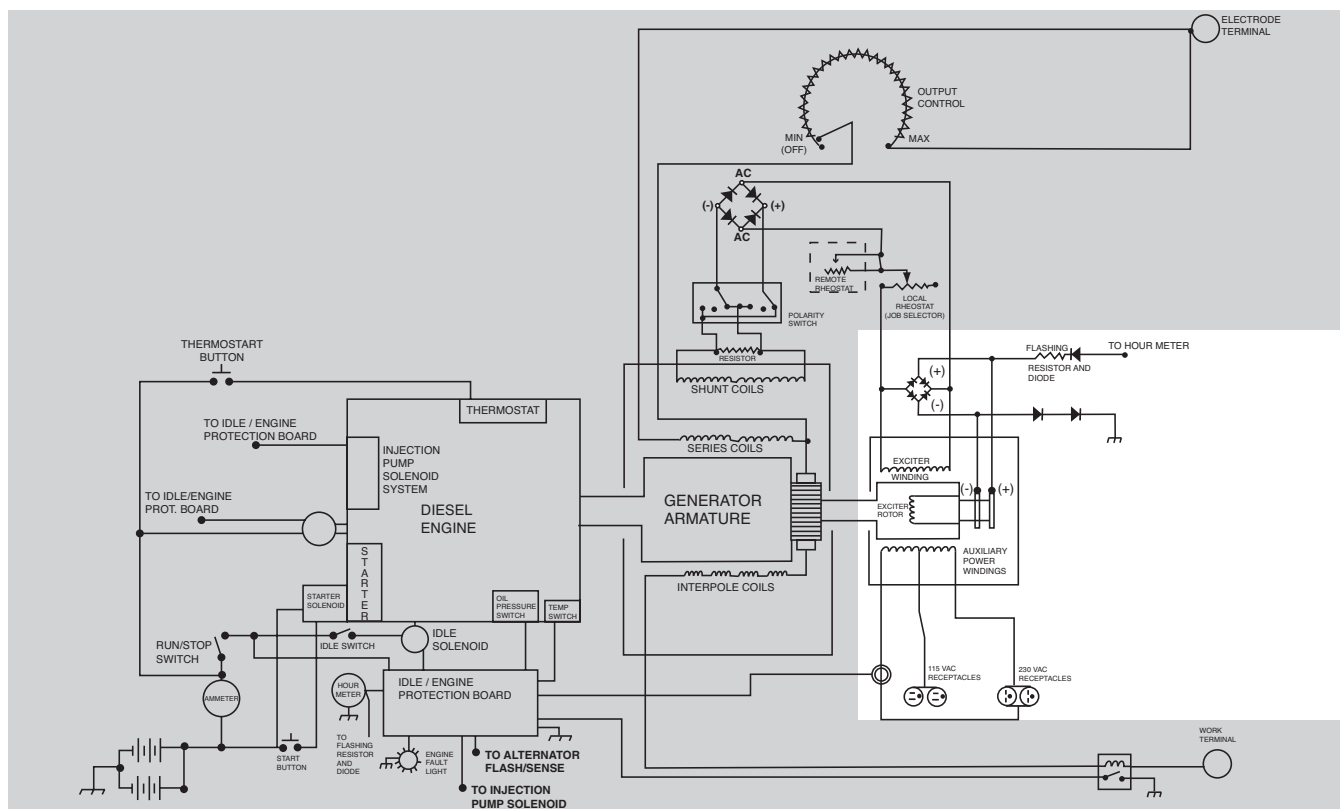 ELECTRODE
TERMINAL
OUTPUT
CONTROL
MIN
(OFF)
MAX
AC
(-)
(+)
AC
REMOTE
RHEOSTAT
LOCAL
RHEOSTAT
(JOB SELECTOR)
POLARITY
SWITCH
RESISTOR
SHUNT COILS
THERMOSTART
BUTTON
THERMOSTAT
FLASHING
RESISTOR AND
DIODE
TO HOUR METER
(+)
(-)
TO IDLE / ENGINE
PROTECTION BOARD
INJECTION
PUMP
SOLENOID
SYSTEM
SERIES COILS
EXCITER
WINDING
TO IDLE/ENGINE
PROT. BOARD
DIESEL
ENGINE
GENERATOR
ARMATURE
EXCITER
ROTOR
(-)
(+)
STARTER
AUXILIARY
POWER
WINDINGS
INTERPOLE COILS
STARTER
SOLENOID
OIL
PRESSURE
SWITCH
TEMP
SWITCH
RUN/STOP
SWITCH
IDLE SWITCH
IDLE
SOLENOID
115 VAC
RECEPTACLES
230 VAC
RECEPTACLES
AMMETER
HOUR
METER
IDLE / ENGINE
PROTECTION BOARD
START
BUTTON
TO
FLASHING
RESISTOR
AND
DIODE
ENGINE
FAULT
LIGHT
TO ALTERNATOR
FLASH/SENSE
TO INJECTION
PUMP SOLENOID
WORK
TERMINAL